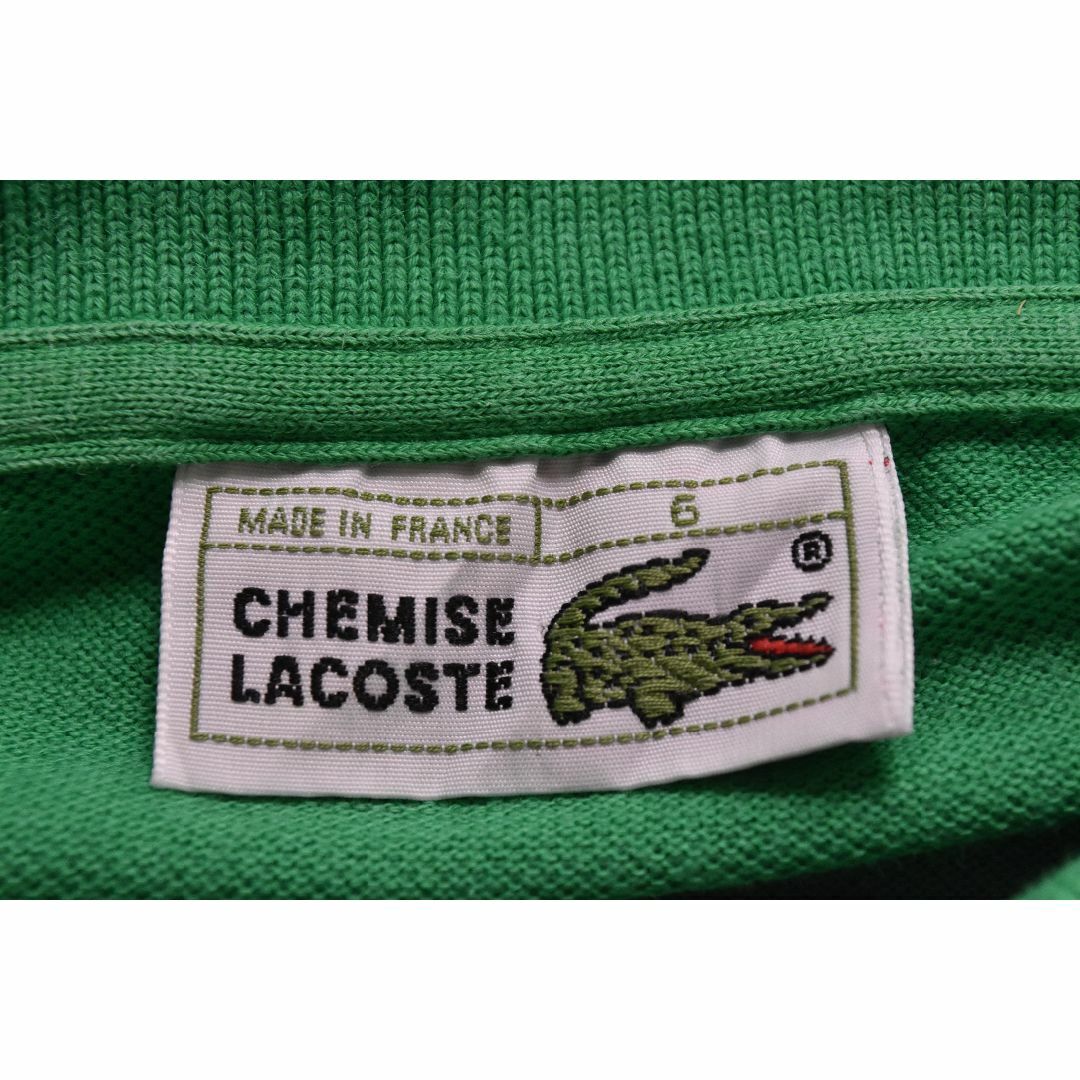 MADE IN FRANCE 6
CHEMISE
LACOSTE
®